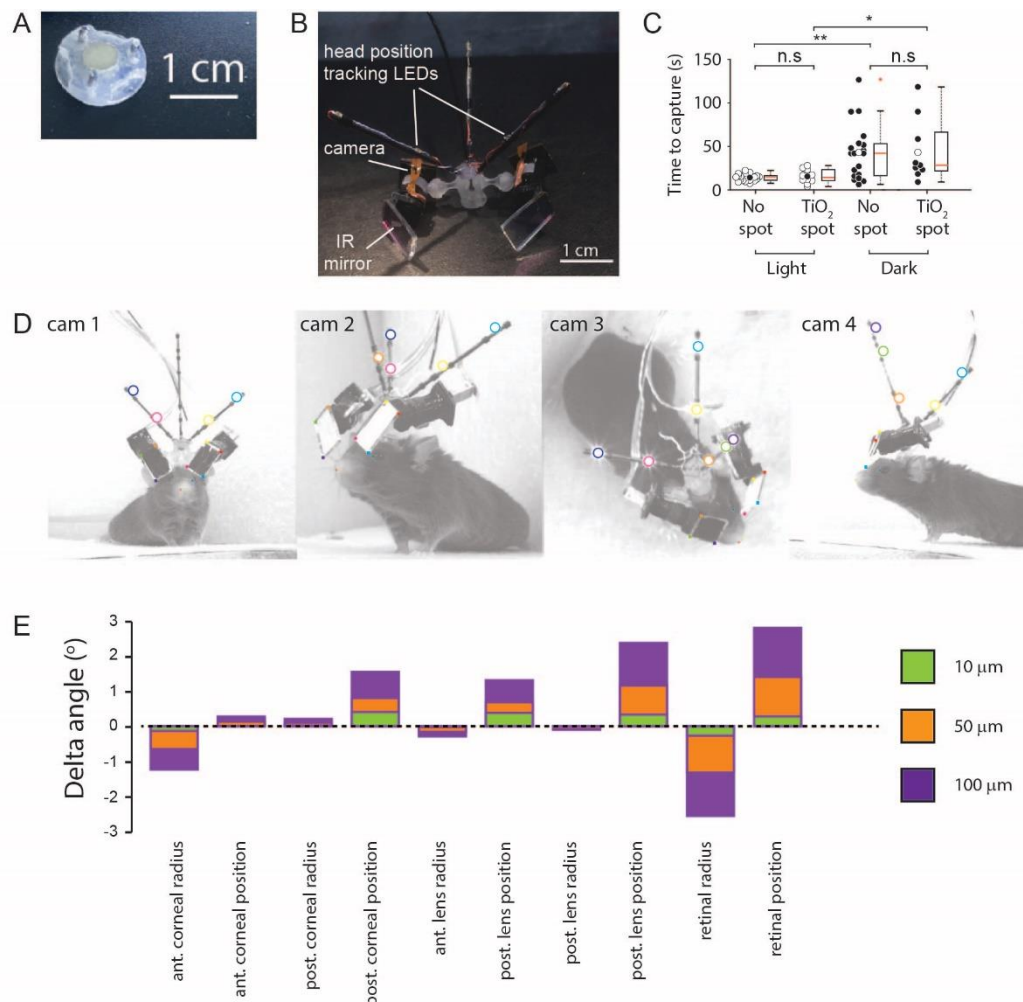 A
1 cm
B
head position
tracking LEDs
camera
IR
mirror
1 cm
C
Time to capture (s)
150
100
50
0
**
*
n.s
n.s
No
spot
TiO2
spot
No
spot
TiO2
spot
Light
Dark
D
cam 1
cam 2
cam 3
cam 4
E
Delta angle (°)
3
2
1
0
-1
-2
-3
ant. corneal radius
ant. corneal position
post. corneal radius
post. corneal position
ant. lens radius
post. lens position
post. lens radius
post. lens position
retinal radius
retinal position
10 μm
50 μm
100 μm